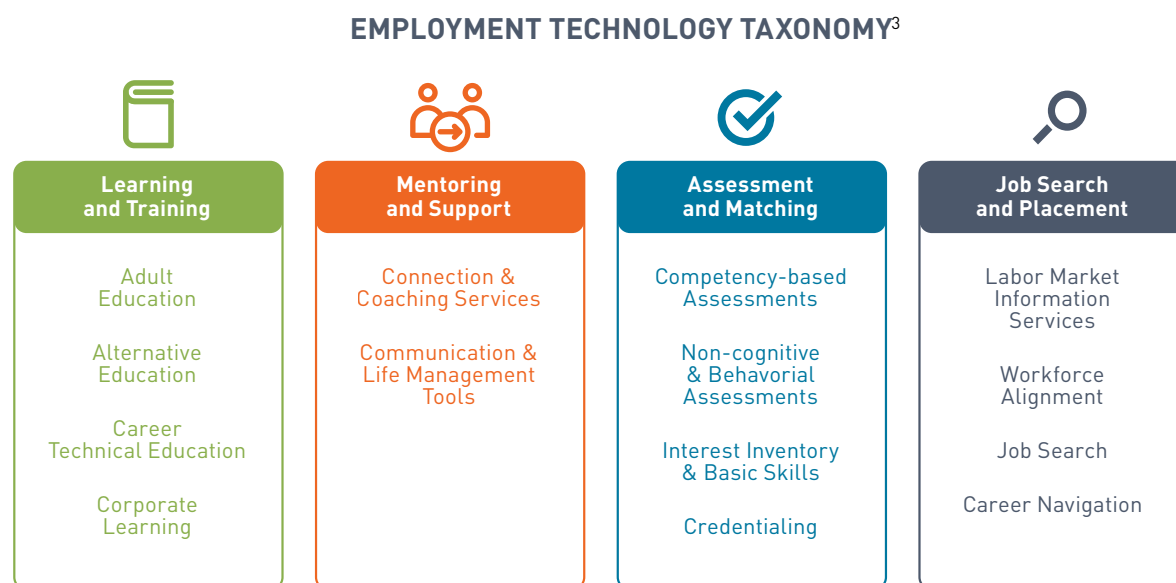 EMPLOYMENT TECHNOLOGY TAXONOMY3
Learning
and Training
Adult
Education
Alternative
Education
Career
Technical Education
Corporate
Learning
Mentoring
and Support
Connection &
Coaching Services
Communication &
Life Management
Tools
Assessment
and Matching
Competency-based
Assessments
Non-cognitive
& Behavorial
Assessments
Interest Inventory
& Basic Skills
Credentialing
Job Search
and Placement
Labor Market
Information
Services
Workforce
Alignment
Job Search
Career Navigation